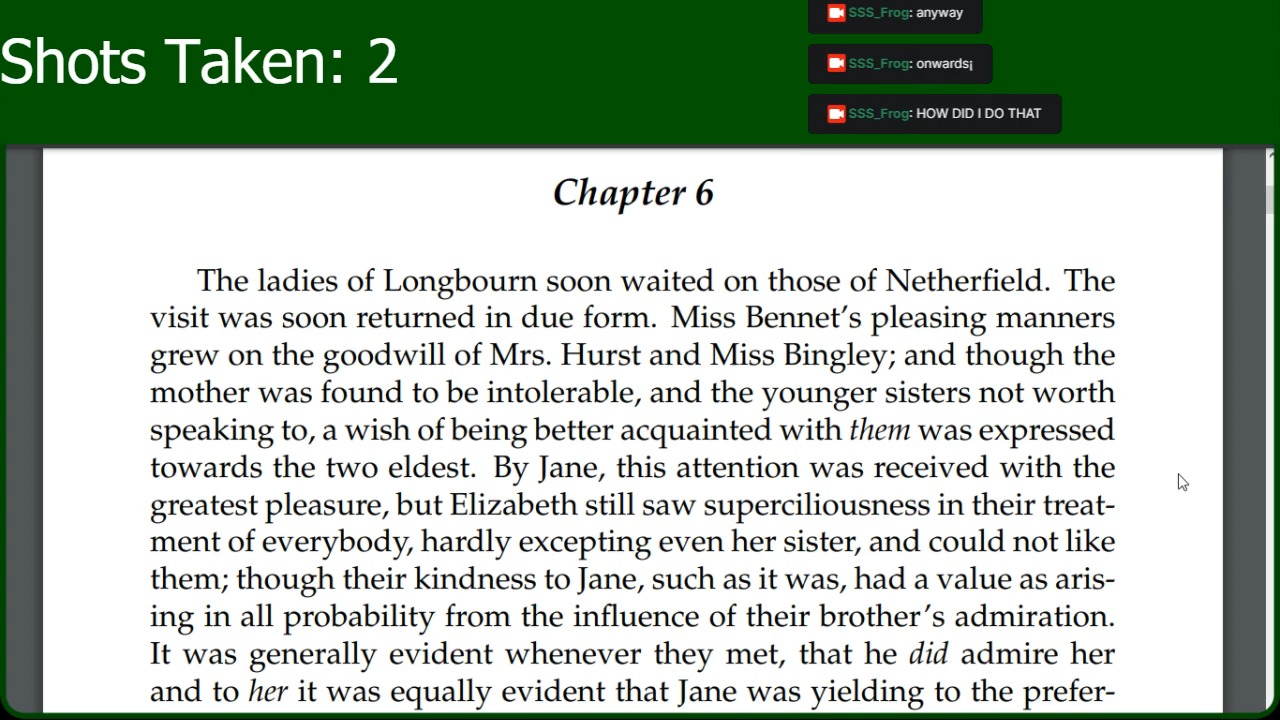 Shots Taken: 2
SSS_Frog: anyway
SSS_Frog: onwards¡
SSS_Frog: HOW DID I DO THAT
Chapter 6
The ladies of Longbourn soon waited on those of Netherfield. The
visit was soon returned in due form. Miss Bennet's pleasing manners
grew on the goodwill of Mrs. Hurst and Miss Bingley; and though the
mother was found to be intolerable, and the younger sisters not worth
speaking to, a wish of being better acquainted with them was expressed
towards the two eldest. By Jane, this attention was received with the
greatest pleasure, but Elizabeth still saw superciliousness in their treat-
ment of everybody, hardly excepting even her sister, and could not like
them; though their kindness to Jane, such as it was, had a value as aris-
ing in all probability from the influence of their brother's admiration.
It was generally evident whenever they met, that he did admire her
and to her it was equally evident that Jane was yielding to the prefer-